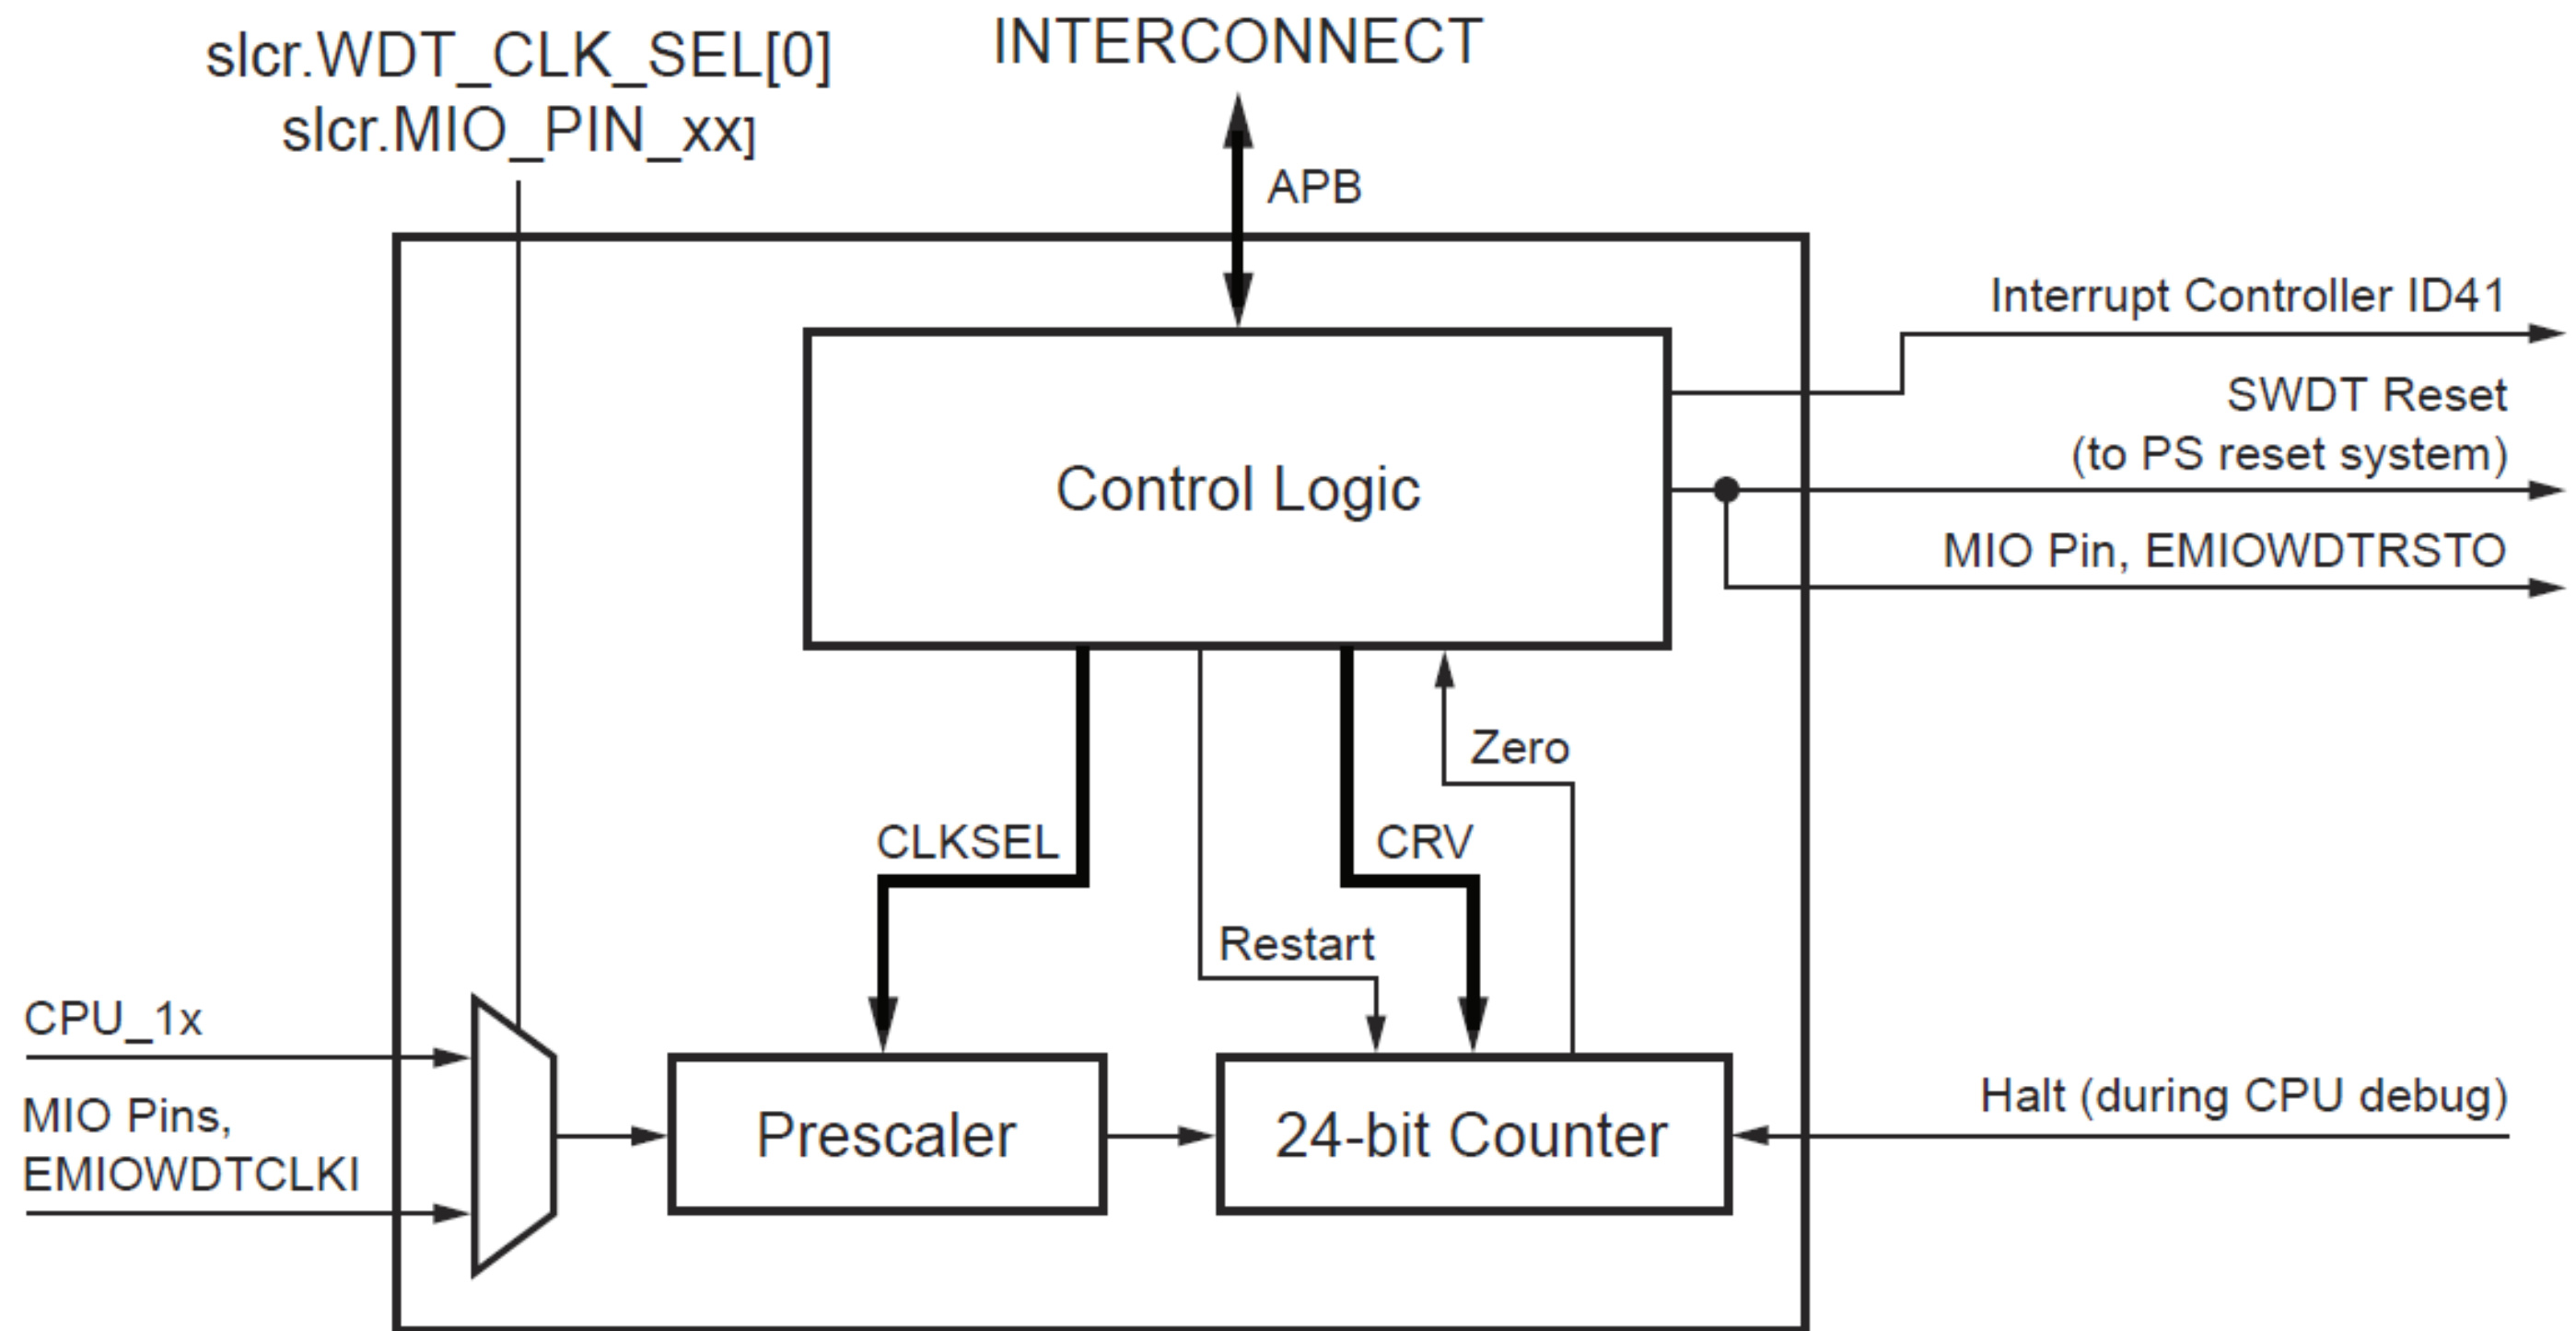 slcr.WDT_CLK_SEL[0]
slcr.MIO_PIN_xx]
INTERCONNECT
APB
Interrupt Controller ID41
SWDT Reset
(to PS reset system)
MIO Pin, EMIOWDTRSTO
Control Logic
Zero
CLKSEL
CRV
Restart
CPU_1x
MIO Pins,
EMIOWDTCLKI
Prescaler
24-bit Counter
Halt (during CPU debug)